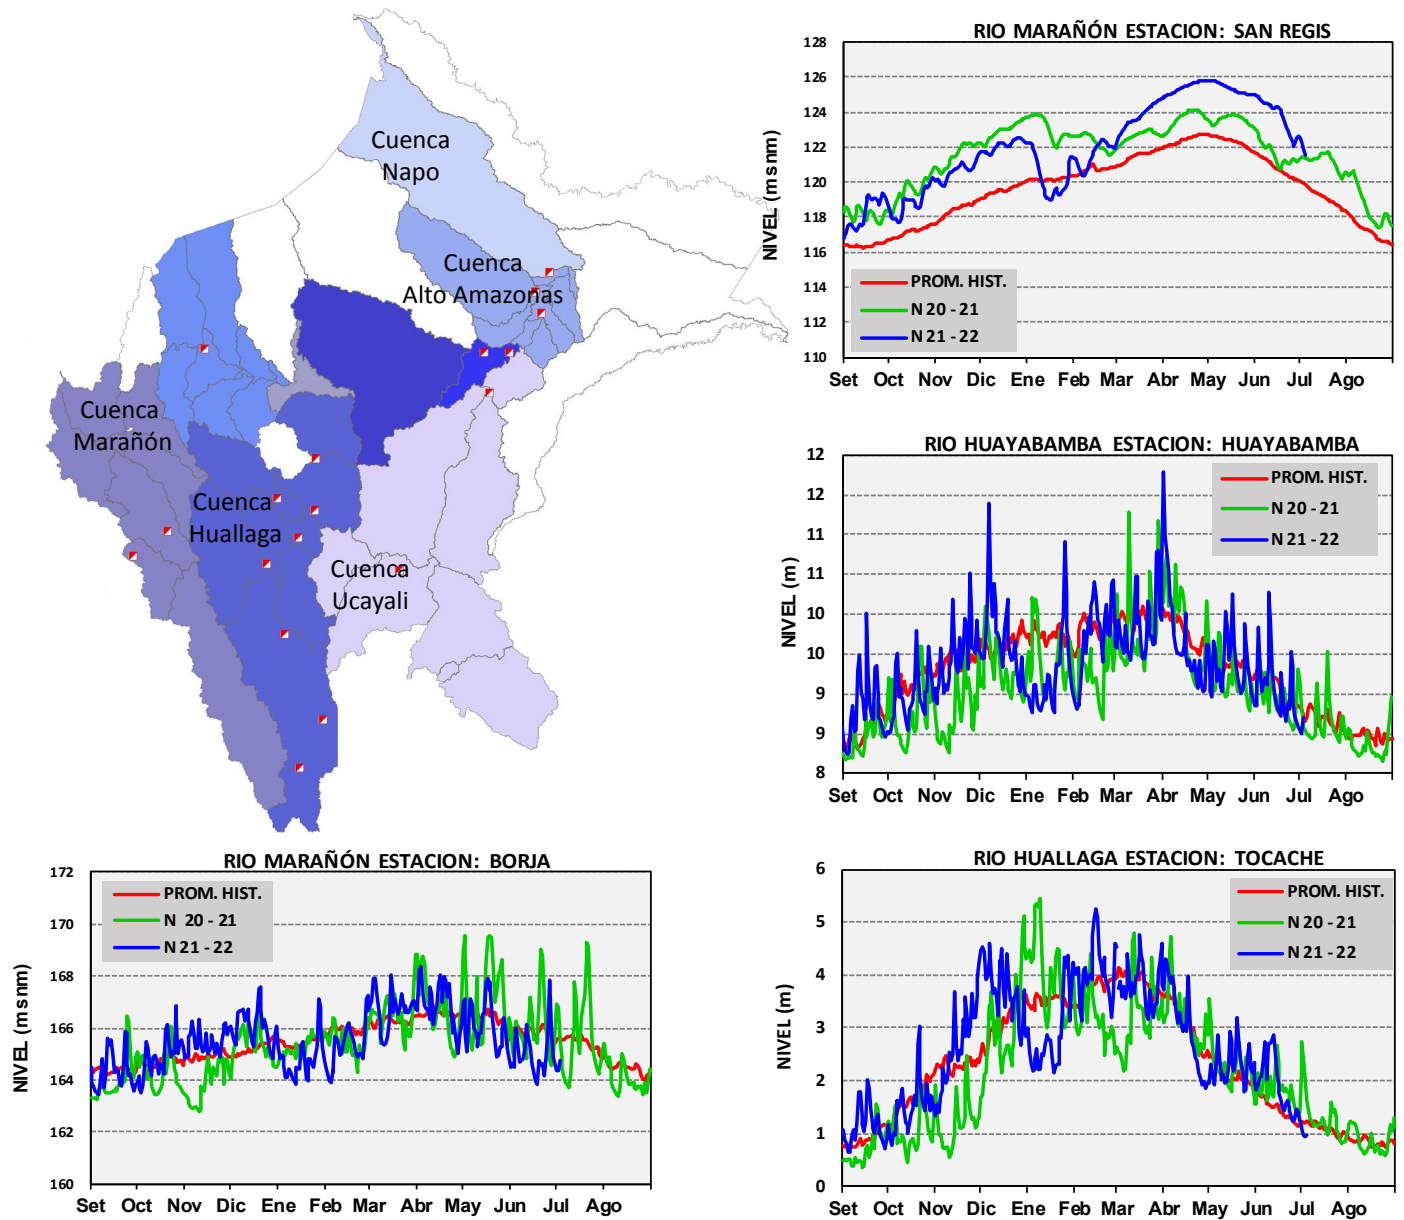 Cuenca
Napo
Cuenca
Alto Amazonas
Cuenca
Marañón
Cuenca
Huallaga
Cuenca
Ucayali
RIO MARAÑÓN ESTACION: SAN REGIS
NIVEL (msnm)
128
126
124
122
120
118
116
114
112
110
PROM. HIST.
N 20 - 21
N 21 - 22
Set Oct Nov Dic Ene Feb Mar Abr May Jun Jul Ago
RIO HUAYABAMBA ESTACION: HUAYABAMBA
NIVEL (m)
12
12
11
11
10
10
9
9
8
PROM. HIST.
N 20 - 21
N 21 - 22
Set Oct Nov Dic Ene Feb Mar Abr May Jun Jul Ago
RIO MARAÑÓN ESTACION: BORJA
NIVEL (msnm)
172
170
168
166
164
162
160
PROM. HIST.
N 20 - 21
N 21 - 22
Set Oct Nov Dic Ene Feb Mar Abr May Jun Jul Ago
RIO HUALLAGA ESTACION: TOCACHE
NIVEL (m)
6
5
4
3
2
1
0
PROM. HIST.
N 20 - 21
N 21 - 22
Set Oct Nov Dic Ene Feb Mar Abr May Jun Jul Ago